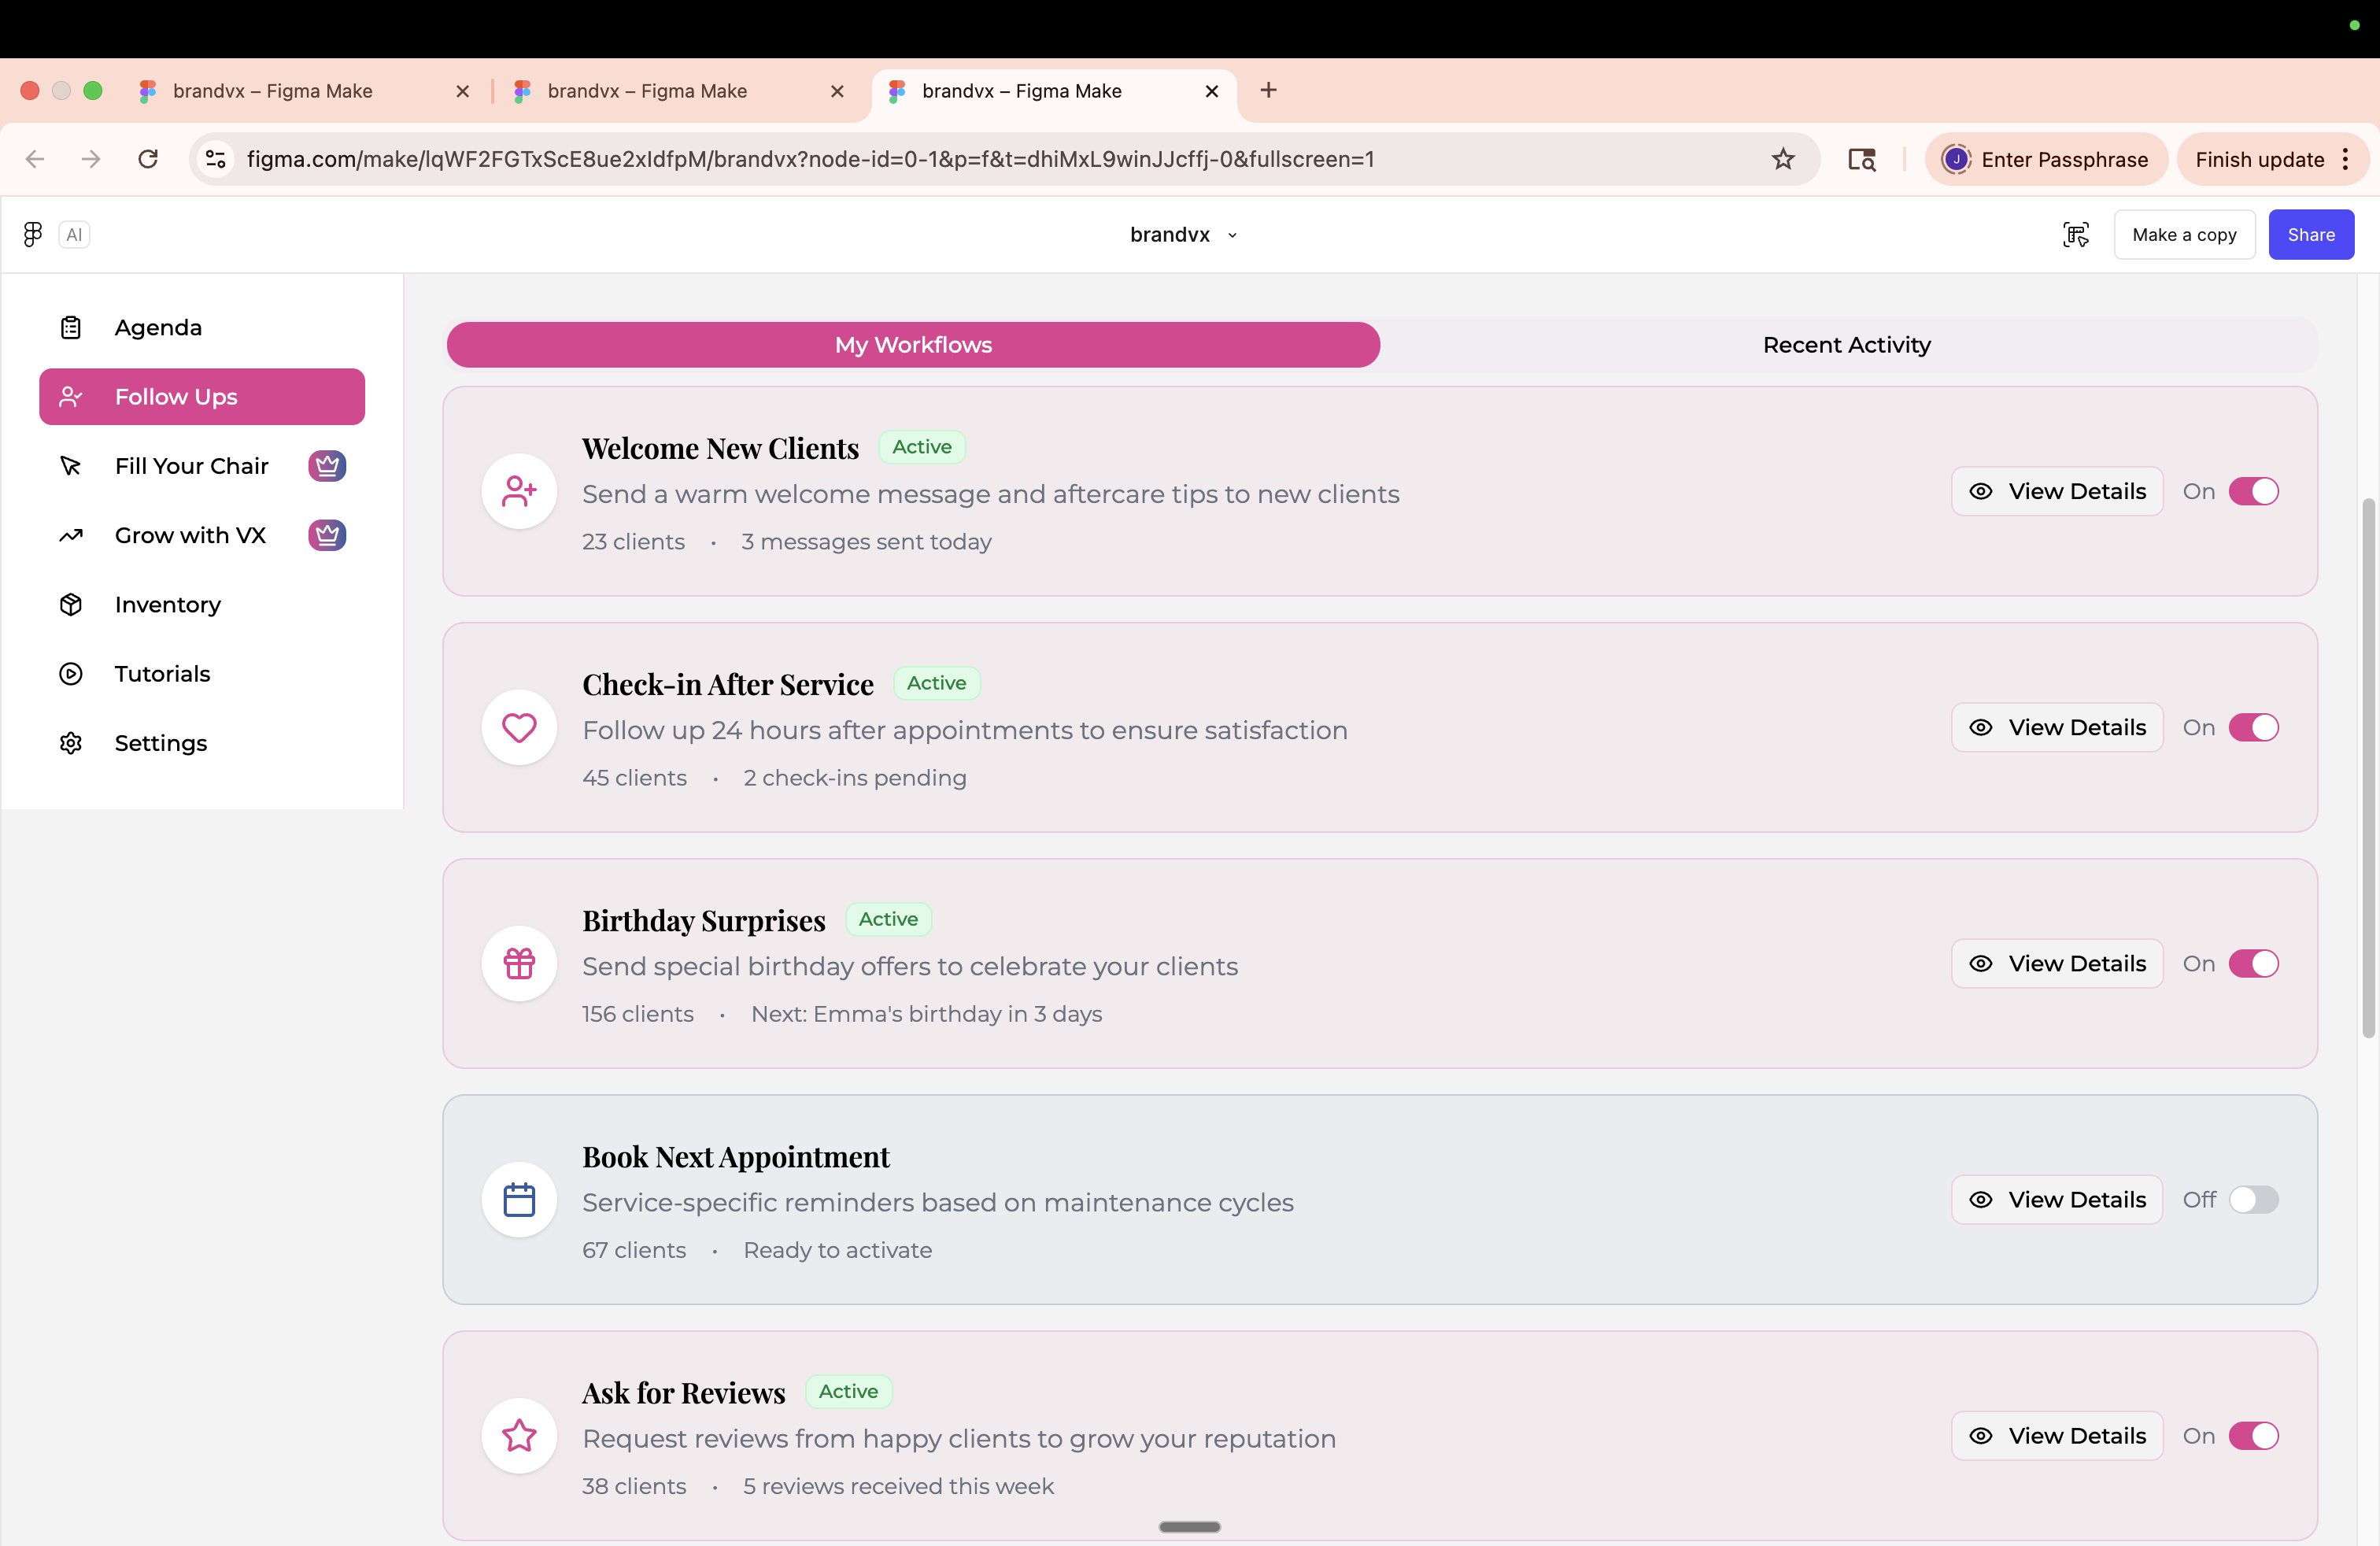 brandvx – Figma Make
brandvx – Figma Make
brandvx – Figma Make
figma.com/make/lqWF2FGTxScE8ue2xIdfpM/brandvx?node-id=0-1&p=f&t=dhiMxL9winJJcffj-0&fullscreen=1
J
Enter Passphrase
Finish update
AI
brandvx
Make a copy
Share
Agenda
Follow Ups
Fill Your Chair
Grow with VX
Inventory
Tutorials
Settings
My Workflows
Recent Activity
Welcome New Clients
Active
Send a warm welcome message and aftercare tips to new clients
23 clients • 3 messages sent today
View Details
On
Check-in After Service
Active
Follow up 24 hours after appointments to ensure satisfaction
45 clients • 2 check-ins pending
View Details
On
Birthday Surprises
Active
Send special birthday offers to celebrate your clients
156 clients • Next: Emma's birthday in 3 days
View Details
On
Book Next Appointment
Service-specific reminders based on maintenance cycles
67 clients • Ready to activate
View Details
Off
Ask for Reviews
Active
Request reviews from happy clients to grow your reputation
38 clients • 5 reviews received this week
View Details
On